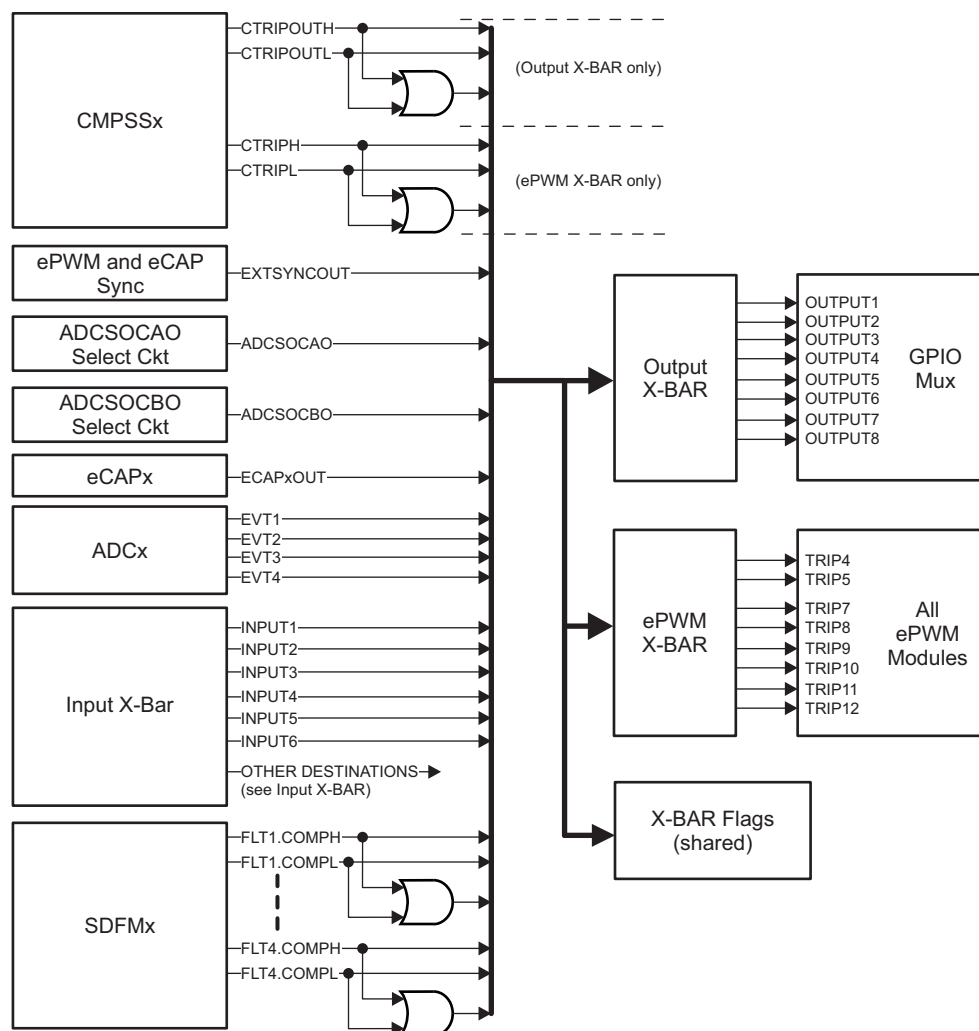 CMPSSx
CTRIPOUTH
CTRIPOUTL
(Output X-BAR only)
CTRIPH
CTRIPL
(ePWM X-BAR only)
ePWM and eCAP
Sync
EXTSYNCOUT
ADCSOCAO
Select Ckt
ADCSOCAO
ADCSOCBO
Select Ckt
ADCSOCBO
eCAPx
ECAPxOUT
ADCx
EVT1
EVT2
EVT3
EVT4
Input X-Bar
INPUT1
INPUT2
INPUT3
INPUT4
INPUT5
INPUT6
OTHER DESTINATIONS
(see Input X-BAR)
SDFMx
FLT1.COMPH
FLT1.COMPL
FLT4.COMPH
FLT4.COMPL
Output
X-BAR
OUTPUT1
OUTPUT2
OUTPUT3
OUTPUT4
OUTPUT5
OUTPUT6
OUTPUT7
OUTPUT8
GPIO
Mux
ePWM
X-BAR
TRIP4
TRIP5
TRIP7
TRIP8
TRIP9
TRIP10
TRIP11
TRIP12
All
ePWM
Modules
X-BAR Flags
(shared)